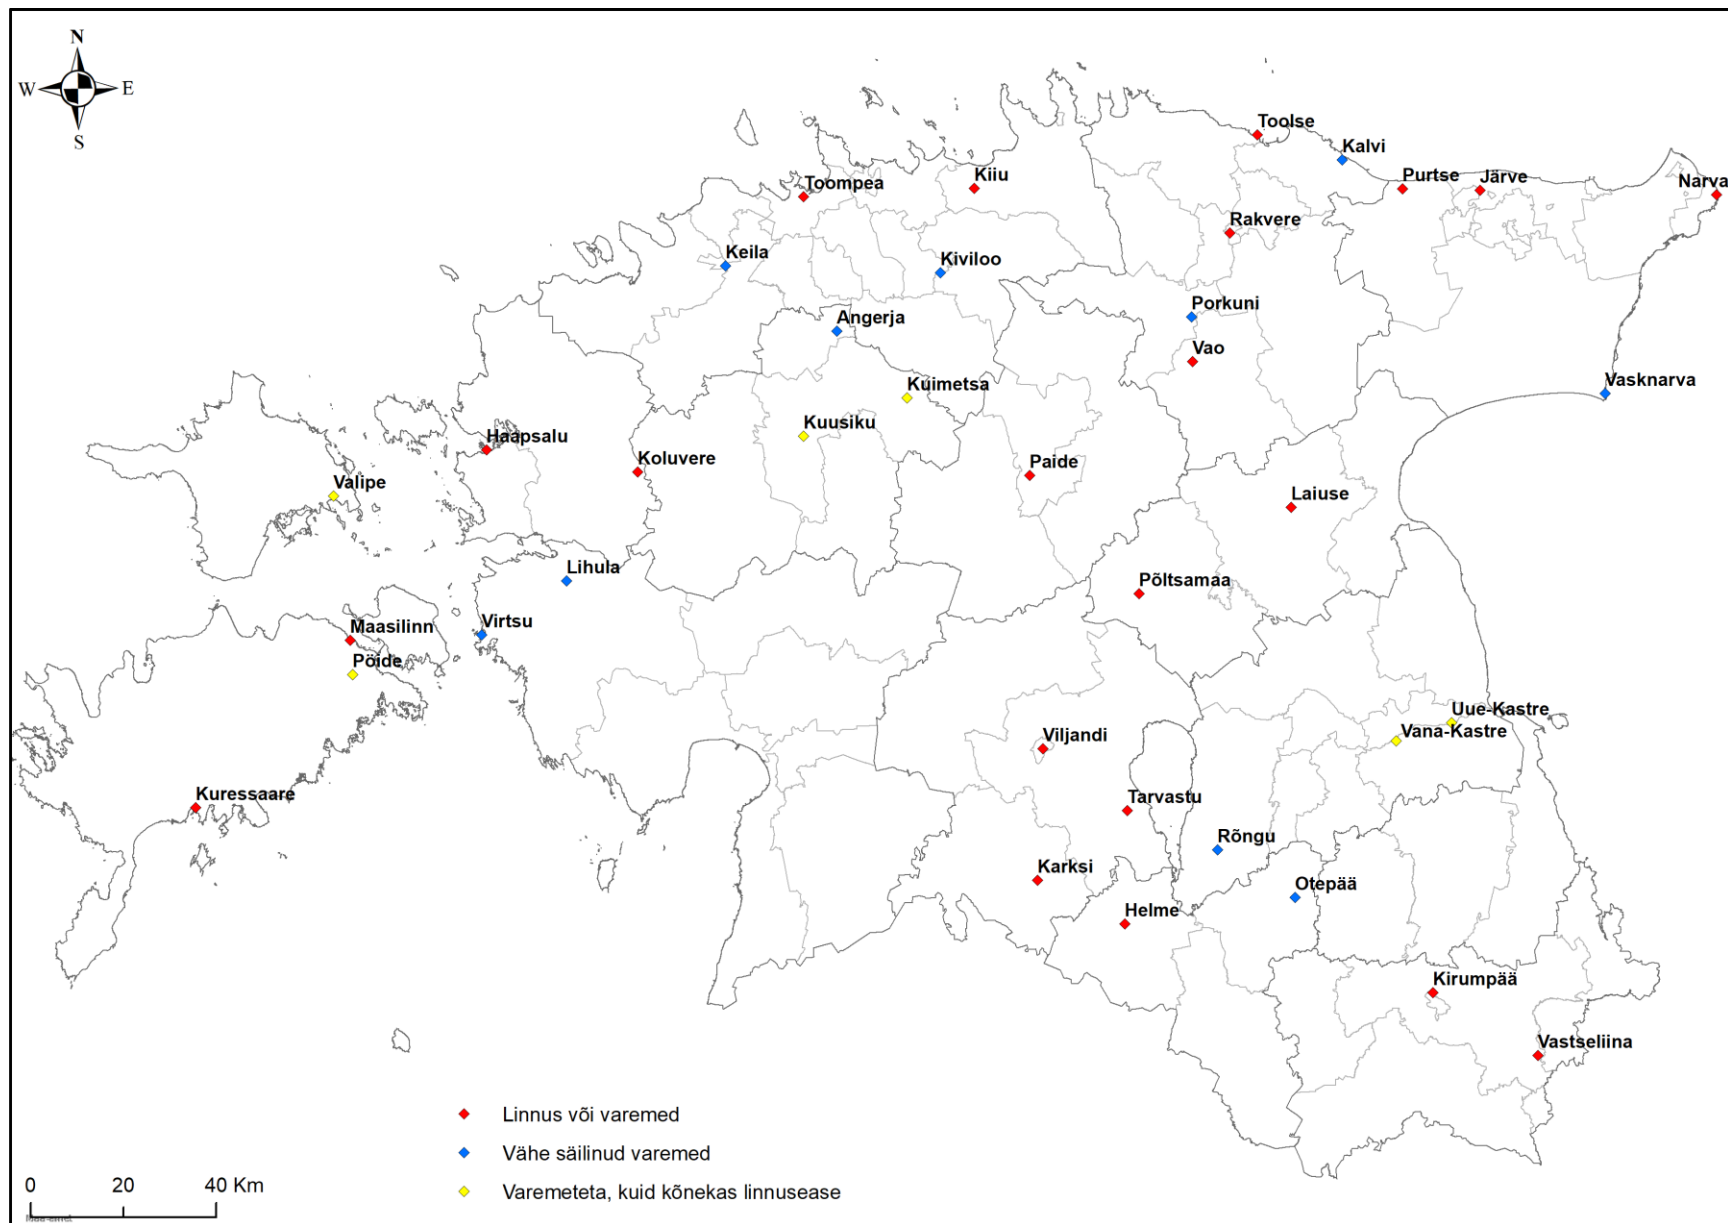 N
W E
S
Toolse
Kalvi
Toompea
Kiiu
Purtse
Järve
Narva
Rakvere
Keila
Kiviloo
Porkuni
Angerja
Vao
Kuimetsa
Vasknarva
Kuusiku
Haapsalu
Koluvere
Paide
Valipe
Laiuse
Lihula
Põltsamaa
Virtsu
Maasilinn
Pöide
Uue-Kastre
Vana-Kastre
Viljandi
Kuressaare
Tarvastu
Rõngu
Karksi
Otepää
Helme
Kirumpää
Vastseliina
Linnus või varemed
Vähe säilinud varemed
Varemeteta, kuid kõnekas linnusease
0 20 40 Km
Maa-amet